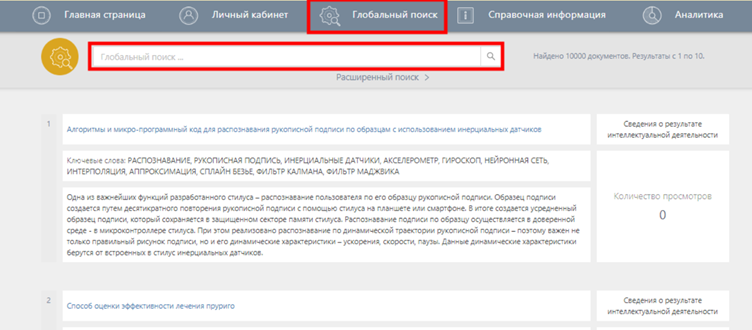 Главная страница
Личный кабинет
Глобальный поиск
Справочная информация
Аналитика
Глобальный поиск ...
Найдено 10000 документов. Результаты с 1 по 10.
Расширенный поиск >
1
Алгоритмы и микро-программный код для распознавания рукописной подписи по образцам с использованием инерциальных датчиков
Сведения о результате
интеллектуальной деятельности
Ключевые слова: РАСПОЗНАВАНИЕ, РУКОПИСНАЯ ПОДПИСЬ, ИНЕРЦИАЛЬНЫЕ ДАТЧИКИ, АКСЕЛЕРОМЕТР, ГИРОСКОП, НЕЙРОННАЯ СЕТЬ,
ИНТЕРПОЛЯЦИЯ, АППРОКСИМАЦИЯ, СПЛАЙН БЕЗЬЕ, ФИЛЬТР КАЛМАНА, ФИЛЬТР МАДЖВИКА
Количество просмотров
0
Одна из важнейших функций разработанного стилуса – распознавание пользователя по его образцу рукописной подписи. Образец подписи
создается путем десятикратного повторения рукописной подписи с помощью стилуса на планшете или смартфоне. В итоге создается усредненный
образец подписи, который сохраняется в защищенном секторе памяти стилуса. Распознавание подписи по образцу осуществляется в доверенной
среде - в микроконтроллере стилуса. При этом реализовано распознавание по динамической траектории рукописной подписи – поэтому важен не
только правильный рисунок подписи, но и его динамические характеристики – ускорения, скорости, паузы. Данные динамические характеристики
берутся от встроенных в стилус инерциальных датчиков.
2
Способ оценки эффективности лечения пруриго
Сведения о результате
интеллектуальной деятельности